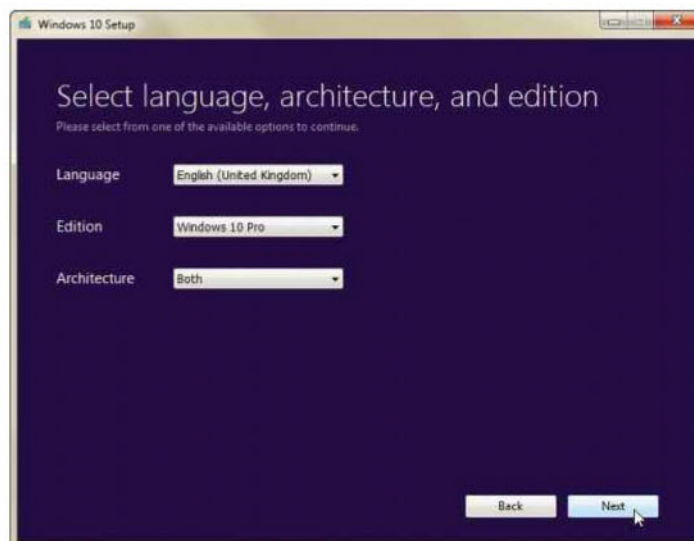 Windows 10 Setup
Select language, architecture, and edition
Please select from one of the available options to continue.
Language English (United Kingdom)
Edition Windows 10 Pro
Architecture Both
Back Next